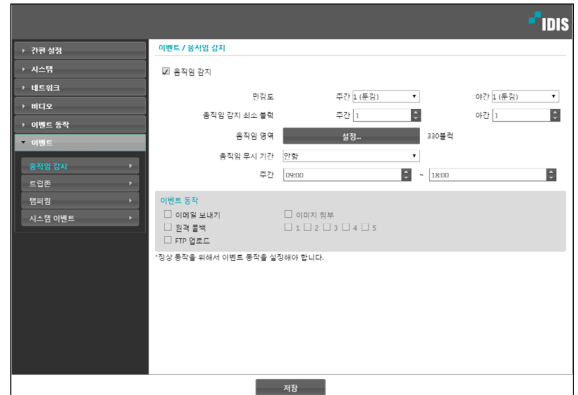 IDIS
간편 설정
시스템
네트워크
비디오
이벤트 동작
이벤트
움직임 감지
트립존
탬퍼링
시스템 이벤트
이벤트 / 움직임 감지
움직임 감지
민감도 주간 1 (둔감) 야간 1 (둔감)
움직임 감지 최소 블럭 주간 1 야간 1
움직임 영역 설정... 330블럭
움직임 무시 기간 안함
주간 09:00 ~ 18:00
이벤트 동작
이메일 보내기 이미지 첨부
원격 콜백 1 2 3 4 5
FTP 업로드
*정상 동작을 위해서 이벤트 동작을 설정해야 합니다.
저장